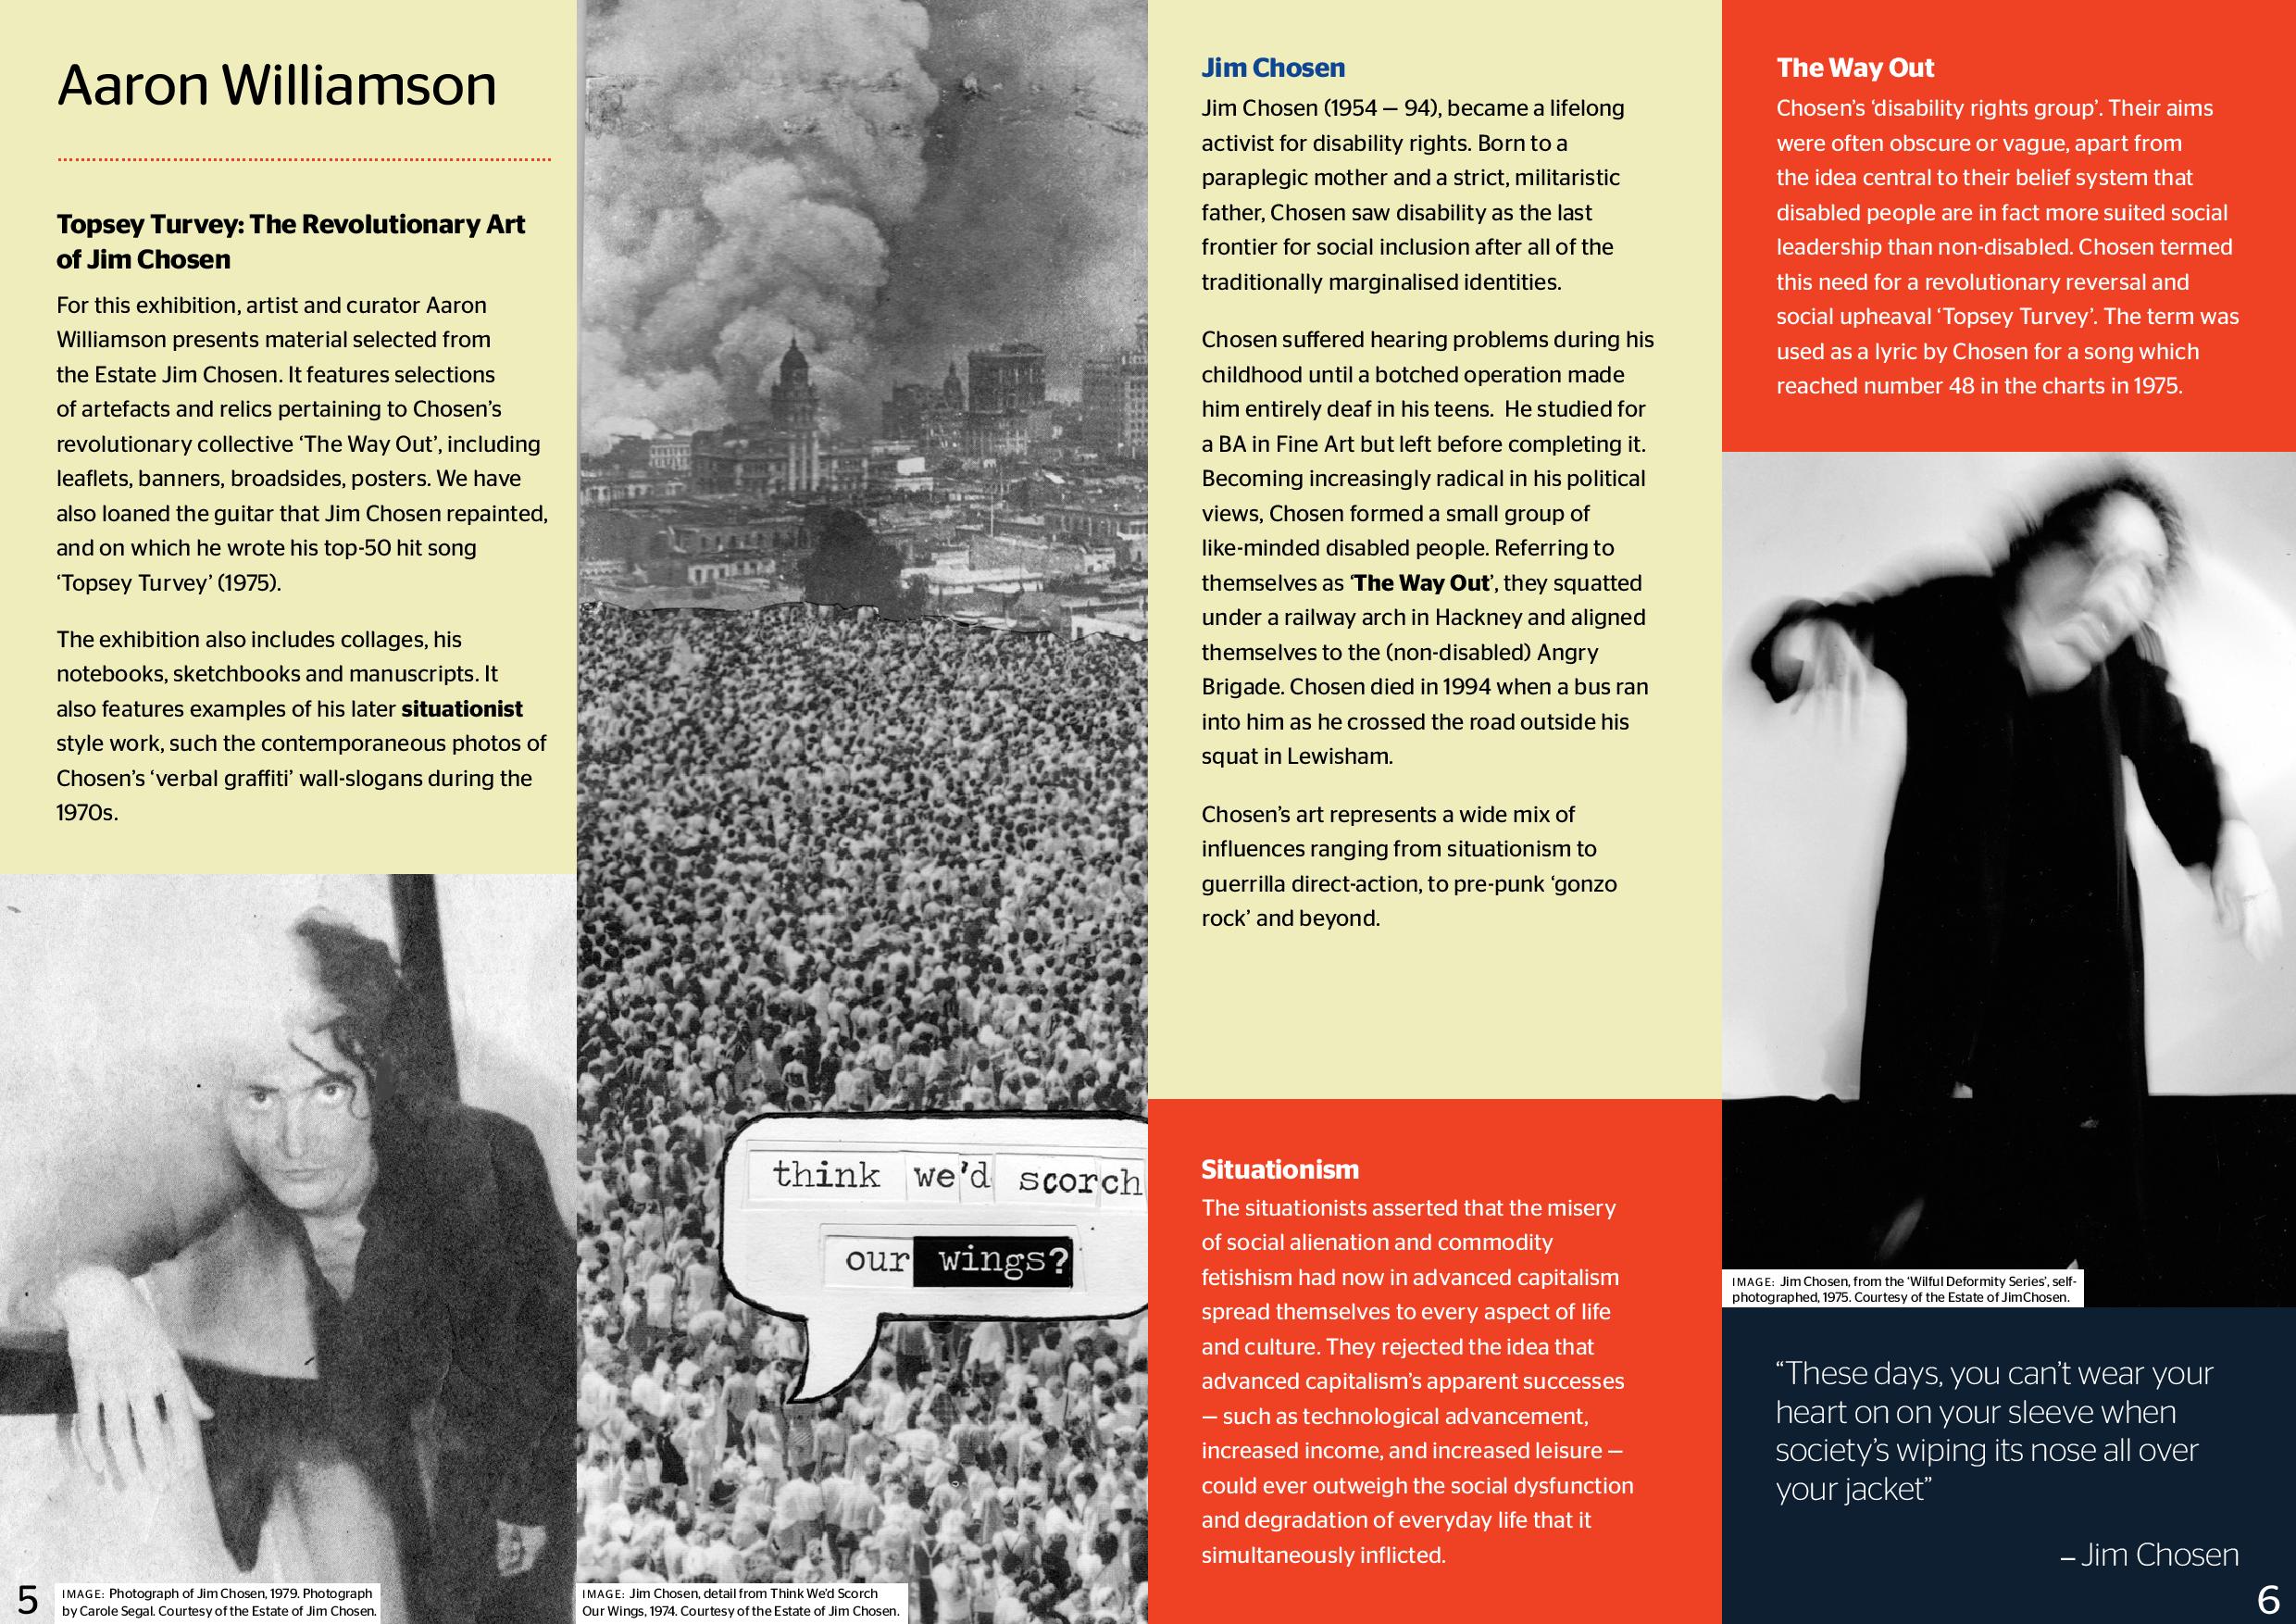 Aaron Williamson
Topsey Turvey: The Revolutionary Art
of Jim Chosen
For this exhibition, artist and curator Aaron
Williamson presents material selected from
the Estate Jim Chosen. It features selections
of artefacts and relics pertaining to Chosen’s
revolutionary collective ‘The Way Out’, including
leaflets, banners, broadsides, posters. We have
also loaned the guitar that Jim Chosen repainted,
and on which he wrote his top-50 hit song
‘Topsey Turvey’ (1975).
The exhibition also includes collages, his
notebooks, sketchbooks and manuscripts. It
also features examples of his later situationist
style work, such the contemporaneous photos of
Chosen’s ‘verbal graffiti’ wall-slogans during the
1970s.
5
IMAGE: Photograph of Jim Chosen, 1979. Photograph
by Carole Segal. Courtesy of the Estate of Jim Chosen.
think we'd scorch
our wings?
IMAGE: Jim Chosen, detail from Think We’d Scorch
Our Wings, 1974. Courtesy of the Estate of Jim Chosen.
Jim Chosen
Jim Chosen (1954 – 94), became a lifelong
activist for disability rights. Born to a
paraplegic mother and a strict, militaristic
father, Chosen saw disability as the last
frontier for social inclusion after all of the
traditionally marginalised identities.
Chosen suffered hearing problems during his
childhood until a botched operation made
him entirely deaf in his teens.  He studied for
a BA in Fine Art but left before completing it.
Becoming increasingly radical in his political
views, Chosen formed a small group of
like-minded disabled people. Referring to
themselves as ‘The Way Out’, they squatted
under a railway arch in Hackney and aligned
themselves to the (non-disabled) Angry
Brigade. Chosen died in 1994 when a bus ran
into him as he crossed the road outside his
squat in Lewisham.
Chosen’s art represents a wide mix of
influences ranging from situationism to
guerrilla direct-action, to pre-punk ‘gonzo
rock’ and beyond.
Situationism
The situationists asserted that the misery
of social alienation and commodity
fetishism had now in advanced capitalism
spread themselves to every aspect of life
and culture. They rejected the idea that
advanced capitalism’s apparent successes
– such as technological advancement,
increased income, and increased leisure –
could ever outweigh the social dysfunction
and degradation of everyday life that it
simultaneously inflicted.
The Way Out
Chosen’s ‘disability rights group’. Their aims
were often obscure or vague, apart from
the idea central to their belief system that
disabled people are in fact more suited social
leadership than non-disabled. Chosen termed
this need for a revolutionary reversal and
social upheaval ‘Topsey Turvey’. The term was
used as a lyric by Chosen for a song which
reached number 48 in the charts in 1975.
IMAGE: Jim Chosen, from the ‘Wilful Deformity Series’, self-
photographed, 1975. Courtesy of the Estate of JimChosen.
“These days, you can’t wear your
heart on on your sleeve when
society’s wiping its nose all over
your jacket”
– Jim Chosen
6